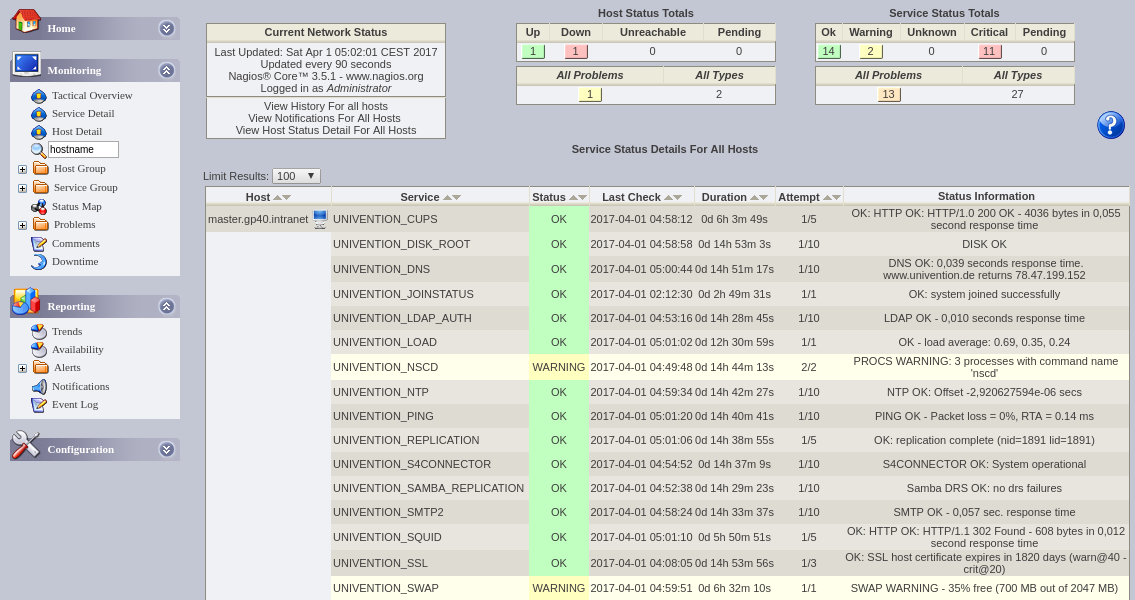 Home
Monitoring
Tactical Overview
Service Detail
Host Detail
hostname
Host Group
Service Group
Status Map
Problems
Comments
Downtime
Reporting
Trends
Availability
Alerts
Notifications
Event Log
Configuration
Current Network Status
Last Updated: Sat Apr 1 05:02:01 CEST 2017
Updated every 90 seconds
Nagios® Core™ 3.5.1 - www.nagios.org
Logged in as Administrator
View History For all hosts
View Notifications For All Hosts
View Host Status Detail For All Hosts
Host Status Totals
Up Down Unreachable Pending
1 1 0 0
All Problems All Types
1 2
Service Status Totals
Ok Warning Unknown Critical Pending
14 2 0 11 0
All Problems All Types
13 27
?
Service Status Details For All Hosts
Limit Results: 100
Host Service Status Last Check Duration Attempt Status Information
master.gp40.intranet UNIVENTION_CUPS OK 2017-04-01 04:58:12 0d 6h 3m 49s 1/5 OK: HTTP OK: HTTP/1.0 200 OK - 4036 bytes in 0,055
second response time
UNIVENTION_DISK_ROOT OK 2017-04-01 04:58:58 0d 14h 53m 3s 1/10 DISK OK
UNIVENTION_DNS OK 2017-04-01 05:00:44 0d 14h 51m 17s 1/10 DNS OK: 0,039 seconds response time.
www.univention.de returns 78.47.199.152
UNIVENTION_JOINSTATUS OK 2017-04-01 02:12:30 0d 2h 49m 31s 1/1 OK: system joined successfully
UNIVENTION_LDAP_AUTH OK 2017-04-01 04:53:16 0d 14h 28m 45s 1/10 LDAP OK - 0,010 seconds response time
UNIVENTION_LOAD OK 2017-04-01 05:01:02 0d 12h 30m 59s 1/1 OK - load average: 0.69, 0.35, 0.24
UNIVENTION_NSCD WARNING 2017-04-01 04:49:48 0d 14h 44m 13s 2/2 PROCS WARNING: 3 processes with command name
'nscd'
UNIVENTION_NTP OK 2017-04-01 04:59:34 0d 14h 42m 27s 1/10 NTP OK: Offset -2,920627594e-06 secs
UNIVENTION_PING OK 2017-04-01 05:01:20 0d 14h 40m 41s 1/10 PING OK - Packet loss = 0%, RTA = 0.14 ms
UNIVENTION_REPLICATION OK 2017-04-01 05:01:06 0d 14h 38m 55s 1/5 OK: replication complete (nid=1891 lid=1891)
UNIVENTION_S4CONNECTOR OK 2017-04-01 04:54:52 0d 14h 37m 9s 1/10 S4CONNECTOR OK: System operational
UNIVENTION_SAMBA_REPLICATION OK 2017-04-01 04:52:38 0d 14h 29m 23s 1/10 Samba DRS OK: no drs failures
UNIVENTION_SMTP2 OK 2017-04-01 04:58:24 0d 14h 33m 37s 1/10 SMTP OK - 0,057 sec. response time
UNIVENTION_SQUID OK 2017-04-01 05:01:10 0d 5h 50m 51s 1/5 OK: HTTP OK: HTTP/1.1 302 Found - 608 bytes in 0,012
second response time
UNIVENTION_SSL OK 2017-04-01 04:08:05 0d 14h 53m 56s 1/3 OK: SSL host certificate expires in 1820 days (warn@40 -
crit@20)
UNIVENTION_SWAP WARNING 2017-04-01 04:59:51 0d 6h 32m 10s 1/1 SWAP WARNING - 35% free (700 MB out of 2047 MB)